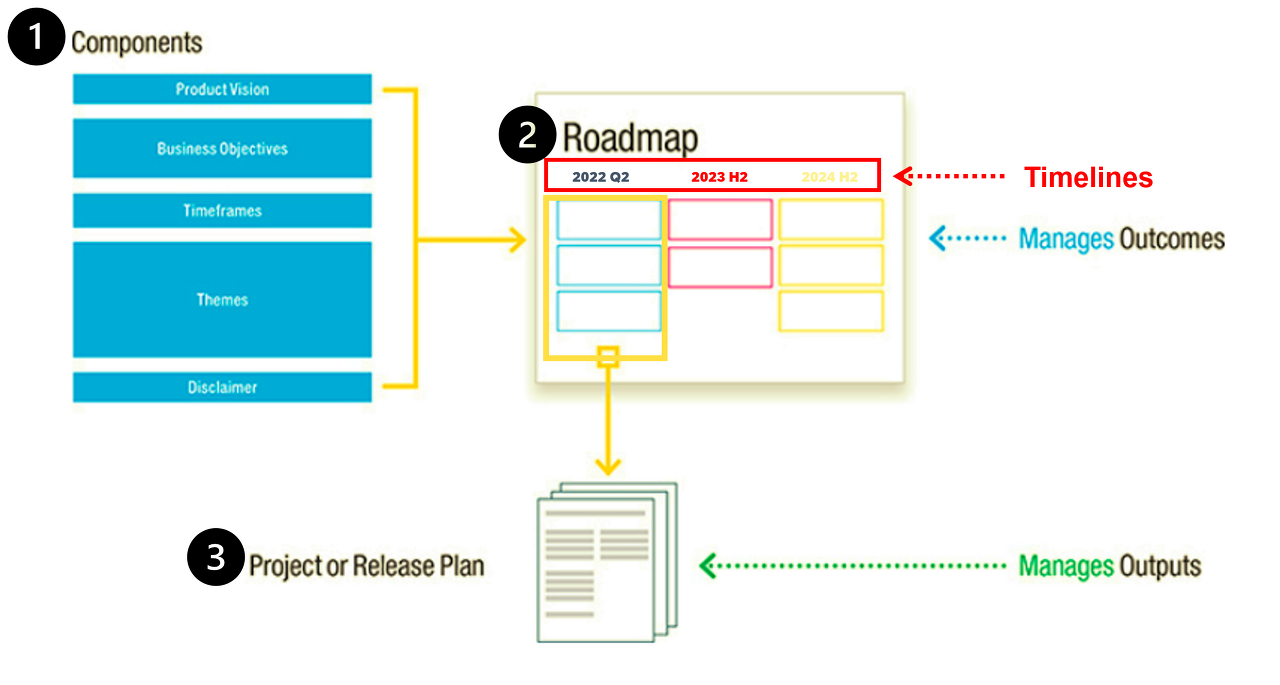 1 Components
Product Vision
Business Objectives
Timeframes
Themes
Disclaimer
2 Roadmap
2022 Q2 2023 H2 2024 H2
Timelines
Manages Outcomes
3 Project or Release Plan
Manages Outputs